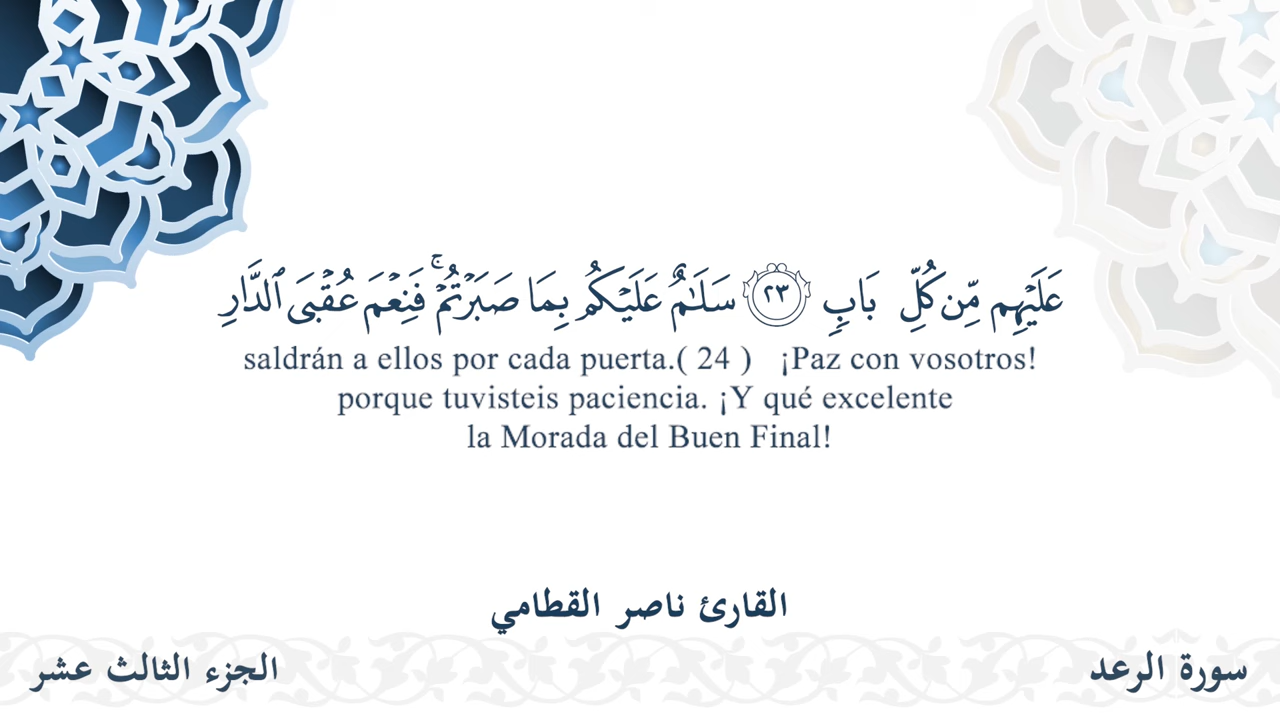 عَلَيۡهِم مِّن كُلِّ بَابٖ ٢٣ سَلَٰمٌ عَلَيۡكُم بِمَا صَبَرۡتُمۡۚ فَنِعۡمَ عُقۡبَى ٱلدَّارِ
saldrán a ellos por cada puerta.( 24 ) ¡Paz con vosotros!
porque tuvisteis paciencia. ¡Y qué excelente
la Morada del Buen Final!
القارئ ناصر القطامي
سورة الرعد
الجزء الثالث عشر